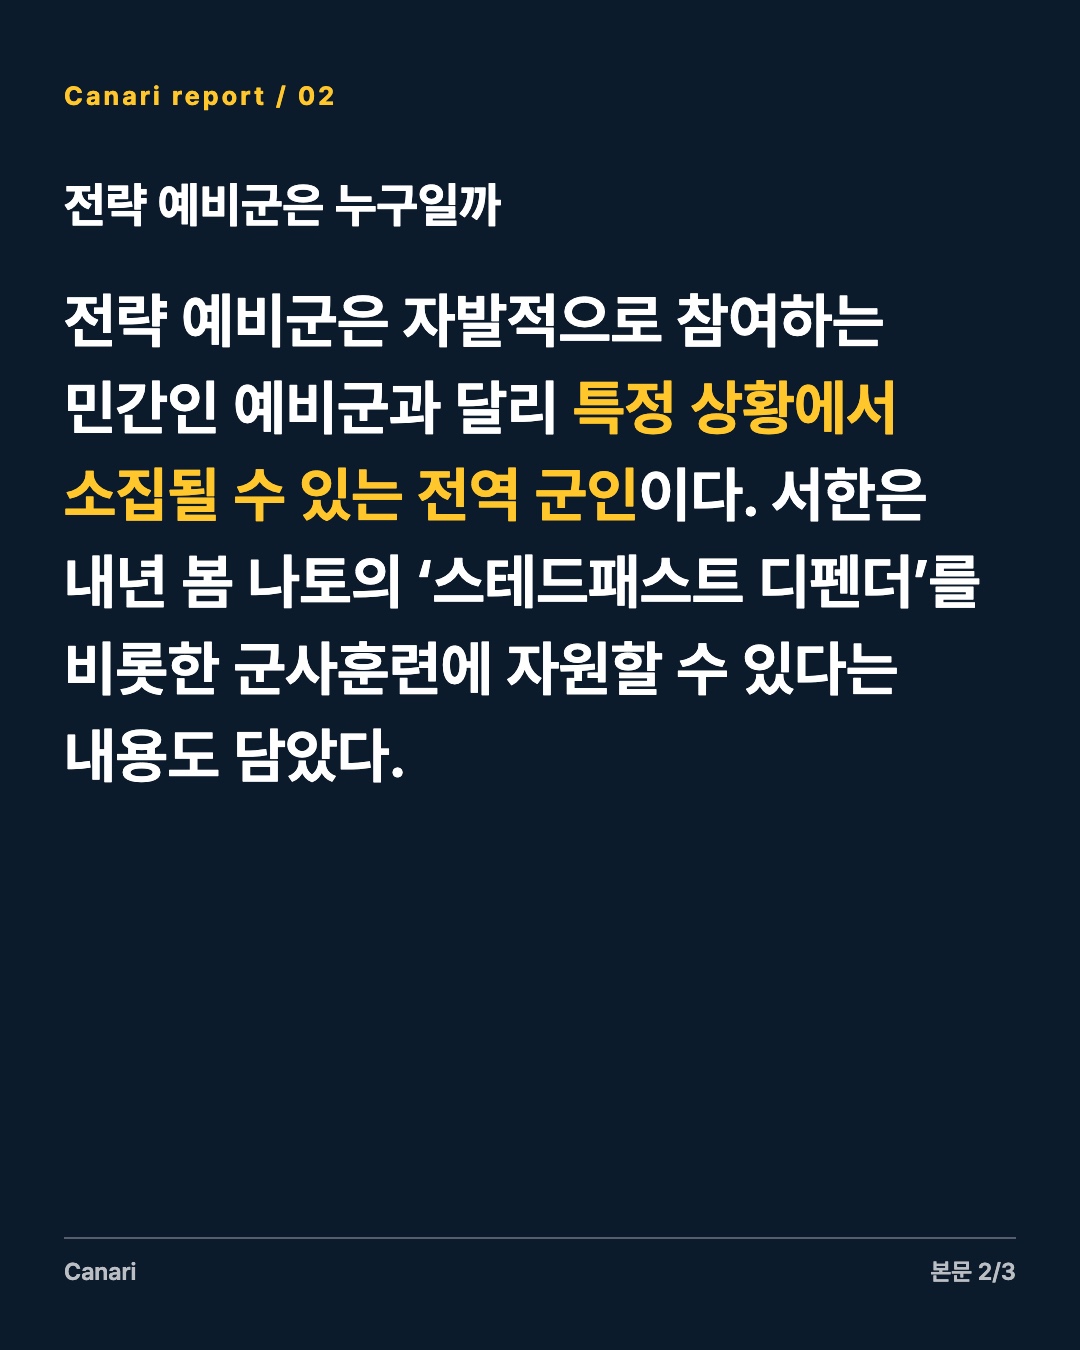 Canari report / 02
전략 예비군은 누구일까
전략 예비군은 자발적으로 참여하는
민간인 예비군과 달리 특정 상황에서
소집될 수 있는 전역 군인이다. 서한은
내년 봄 나토의 ‘스테드패스트 디펜더’를
비롯한 군사훈련에 자원할 수 있다는
내용도 담았다.
Canari
본문 2/3